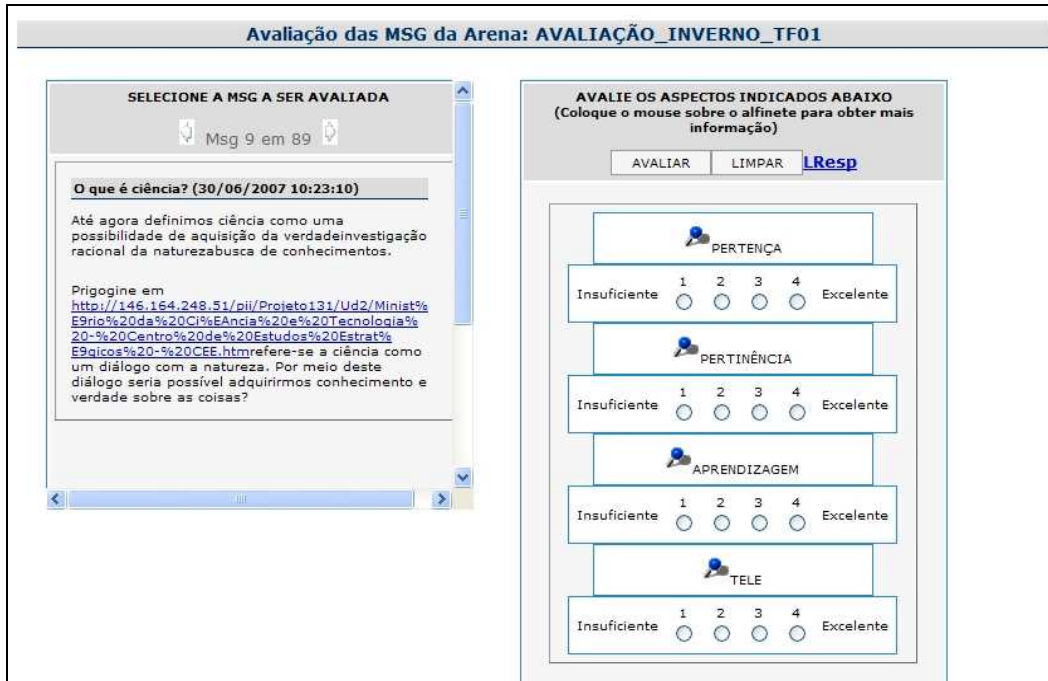 Avaliação das MSG da Arena: AVALIAÇÃO_INVERNO_TF01
SELECIONE A MSG A SER AVALIADA
Msg 9 em 89
O que é ciência? (30/06/2007 10:23:10)
Até agora definimos ciência como uma
possibilidade de aquisição da verdadeinvestigação
racional da naturezabusca de conhecimentos.
Prigogine em
http://146.164.248.51/pii/Projeto131/Ud2/Minist%
E9rio%20da%20Ci%EAncia%20e%20Tecnologia%
20-%20Centro%20de%20Estudos%20Estrat%
E9gicos%20-%20CEE.htmrefere-se a ciência como
um diálogo com a natureza. Por meio deste
diálogo seria possível adquirirmos conhecimento e
verdade sobre as coisas?
AVALIE OS ASPECTOS INDICADOS ABAIXO
(Coloque o mouse sobre o alfinete para obter mais
informação)
AVALIAR LIMPAR LResp
PERTENÇA
Insuficiente 1 2 3 4 Excelente
PERTINÊNCIA
Insuficiente 1 2 3 4 Excelente
APRENDIZAGEM
Insuficiente 1 2 3 4 Excelente
TELE
Insuficiente 1 2 3 4 Excelente